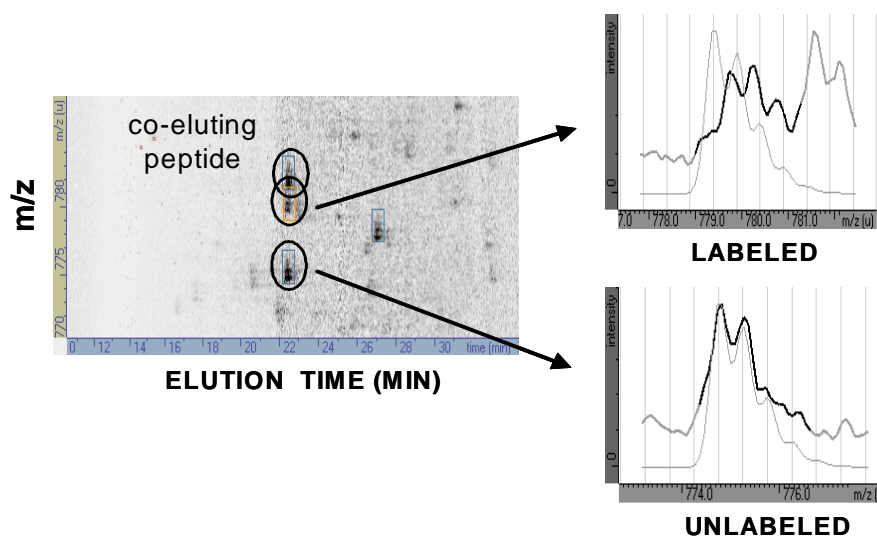 co-eluting
peptide
m/z
m/z (u)
780
775
770
0 12 14 16 18 20 22 24 26 28 30 time (min)
ELUTION TIME (MIN)
intensity
0
7.0 778.0 779.0 780.0 781.0 m/z (u)
LABELED
intensity
0
774.0 776.0 m/z (
UNLABELED